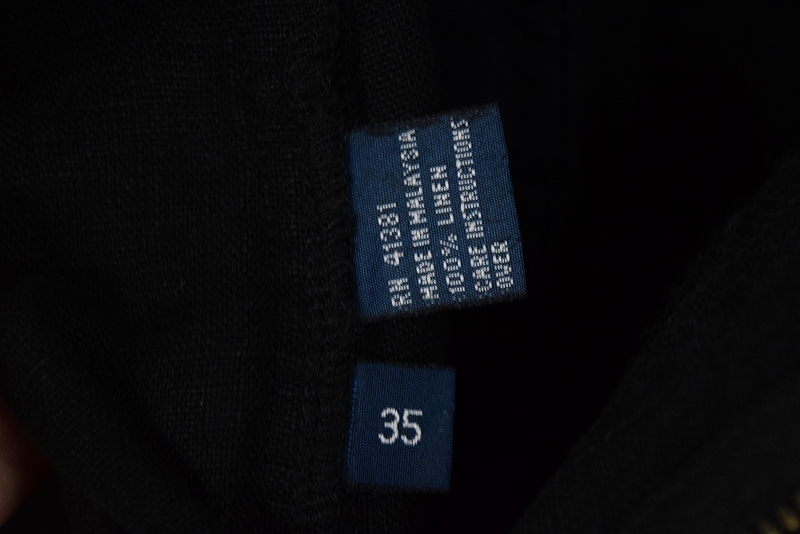 RN 41381
MADE IN MALAYSIA
100% LINEN
CARE INSTRUCTIONS
OVER
35